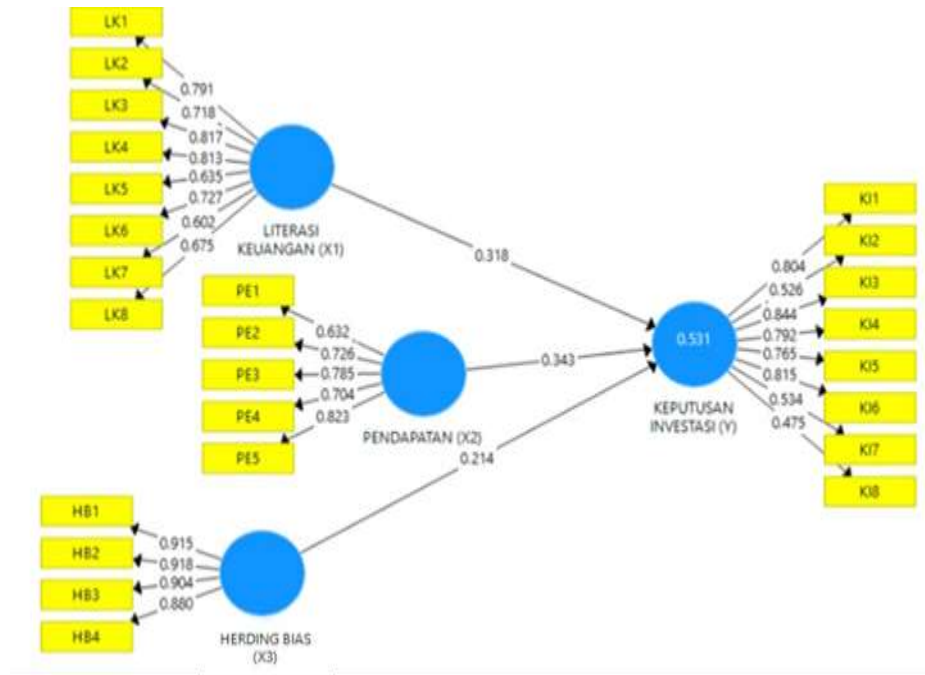 LK1
LK2
LK3
LK4
LK5
LK6
LK7
LK8
0.791
0.718
0.817
0.813
0.635
0.727
0.602
0.675
LITERASI
KEUANGAN (X1)
0.318
PE1
PE2
PE3
PE4
PE5
0.632
0.726
0.785
0.704
0.823
PENDAPATAN (X2)
0.343
HB1
HB2
HB3
HB4
0.915
0.918
0.904
0.880
HERDING BIAS
(X3)
0.214
0.531
KEPUTUSAN
INVESTASI (Y)
0.804
0.526
0.844
0.792
0.765
0.815
0.534
0.475
KI1
KI2
KI3
KI4
KI5
KI6
KI7
KI8